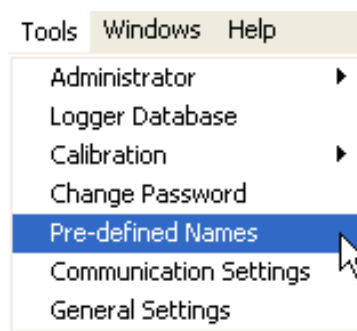 Tools Windows Help
Administrator
Logger Database
Calibration
Change Password
Pre-defined Names
Communication Settings
General Settings